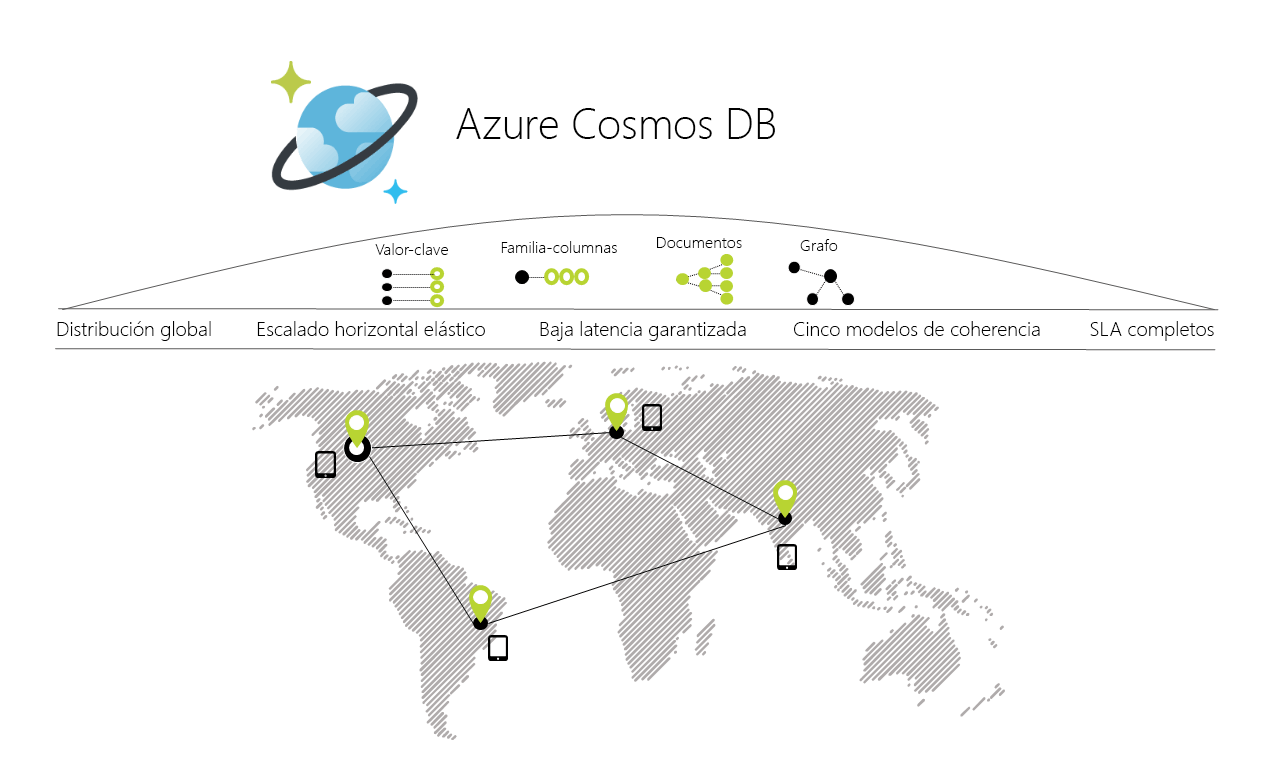 Azure Cosmos DB
Valor-clave
Familia-columnas
Documentos
Grafo
Distribución global
Escalado horizontal elástico
Baja latencia garantizada
Cinco modelos de coherencia
SLA completos